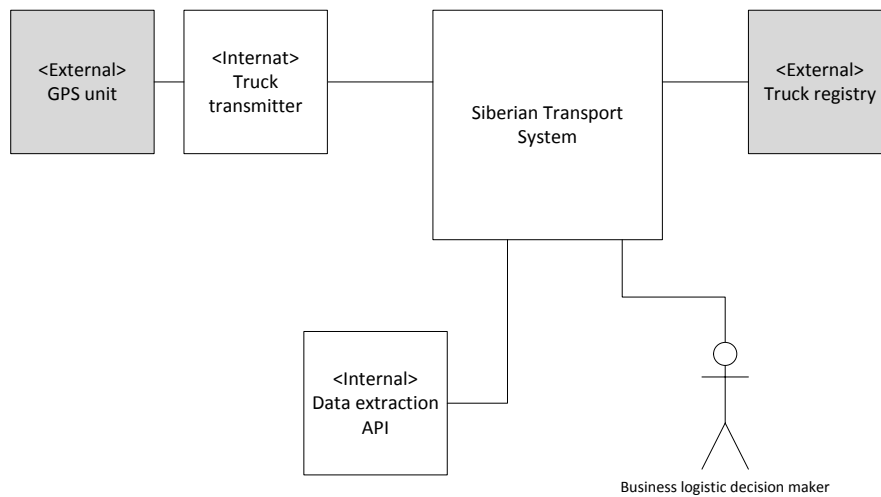 <External>
GPS unit
<Internat>
Truck
transmitter
Siberian Transport
System
<External>
Truck registry
<Internal>
Data extraction
API
Business logistic decision maker